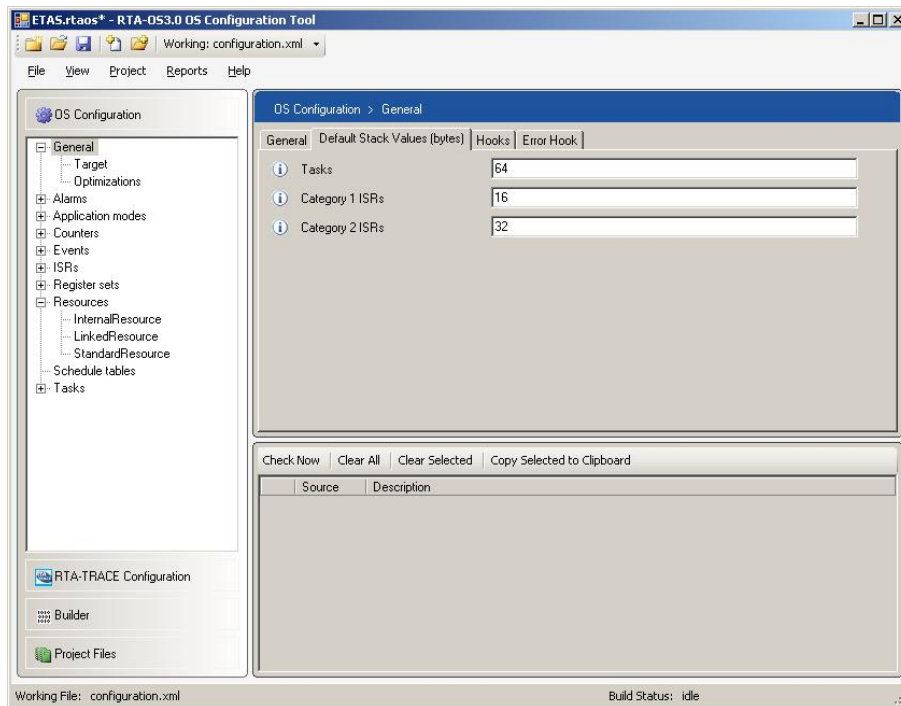 ETAS.rtaos* - RTA-OS3.0 OS Configuration Tool
Working: configuration.xml
File View Project Reports Help
OS Configuration
General
Target
Optimizations
Alarms
Application modes
Counters
Events
ISRs
Register sets
Resources
InternalResource
LinkedResource
StandardResource
Schedule tables
Tasks
RTA-TRACE Configuration
Builder
Project Files
OS Configuration > General
General Default Stack Values (bytes) Hooks Error Hook
Tasks 64
Category 1 ISRs 16
Category 2 ISRs 32
Check Now Clear All Clear Selected Copy Selected to Clipboard
Source Description
Working File: configuration.xml Build Status: idle